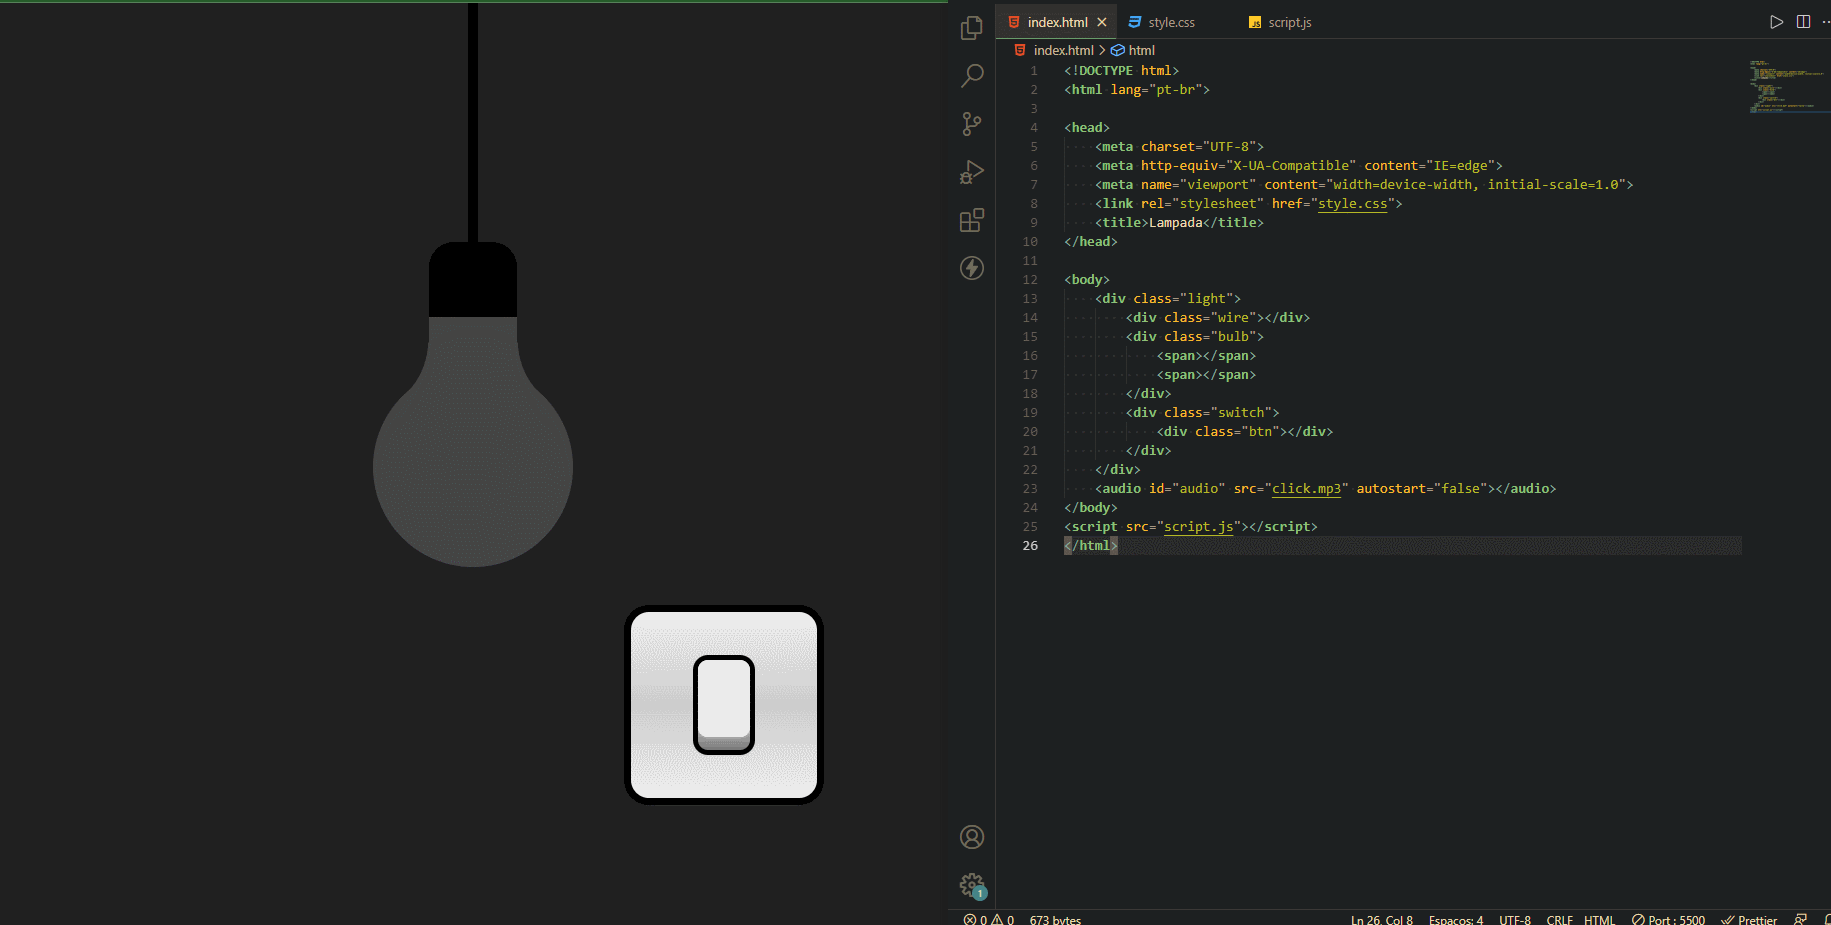 index.html style.css script.js
index.html > html
1 <!DOCTYPE html>
2 <html lang="pt-br">
3
4 <head>
5 <meta charset="UTF-8">
6 <meta http-equiv="X-UA-Compatible" content="IE=edge">
7 <meta name="viewport" content="width=device-width, initial-scale=1.0">
8 <link rel="stylesheet" href="style.css">
9 <title>Lampada</title>
10 </head>
11
12 <body>
13 <div class="light">
14 <div class="wire"></div>
15 <div class="bulb">
16 <span></span>
17 <span></span>
18 </div>
19 <div class="switch">
20 <div class="btn"></div>
21 </div>
22 </div>
23 <audio id="audio" src="click.mp3" autostart="false"></audio>
24 </body>
25 <script src="script.js"></script>
26 </html>
1
0 0 673 bytes Ln 26, Col 8 Espaços: 4 UTF-8 CRLF HTML Port : 5500 Prettier